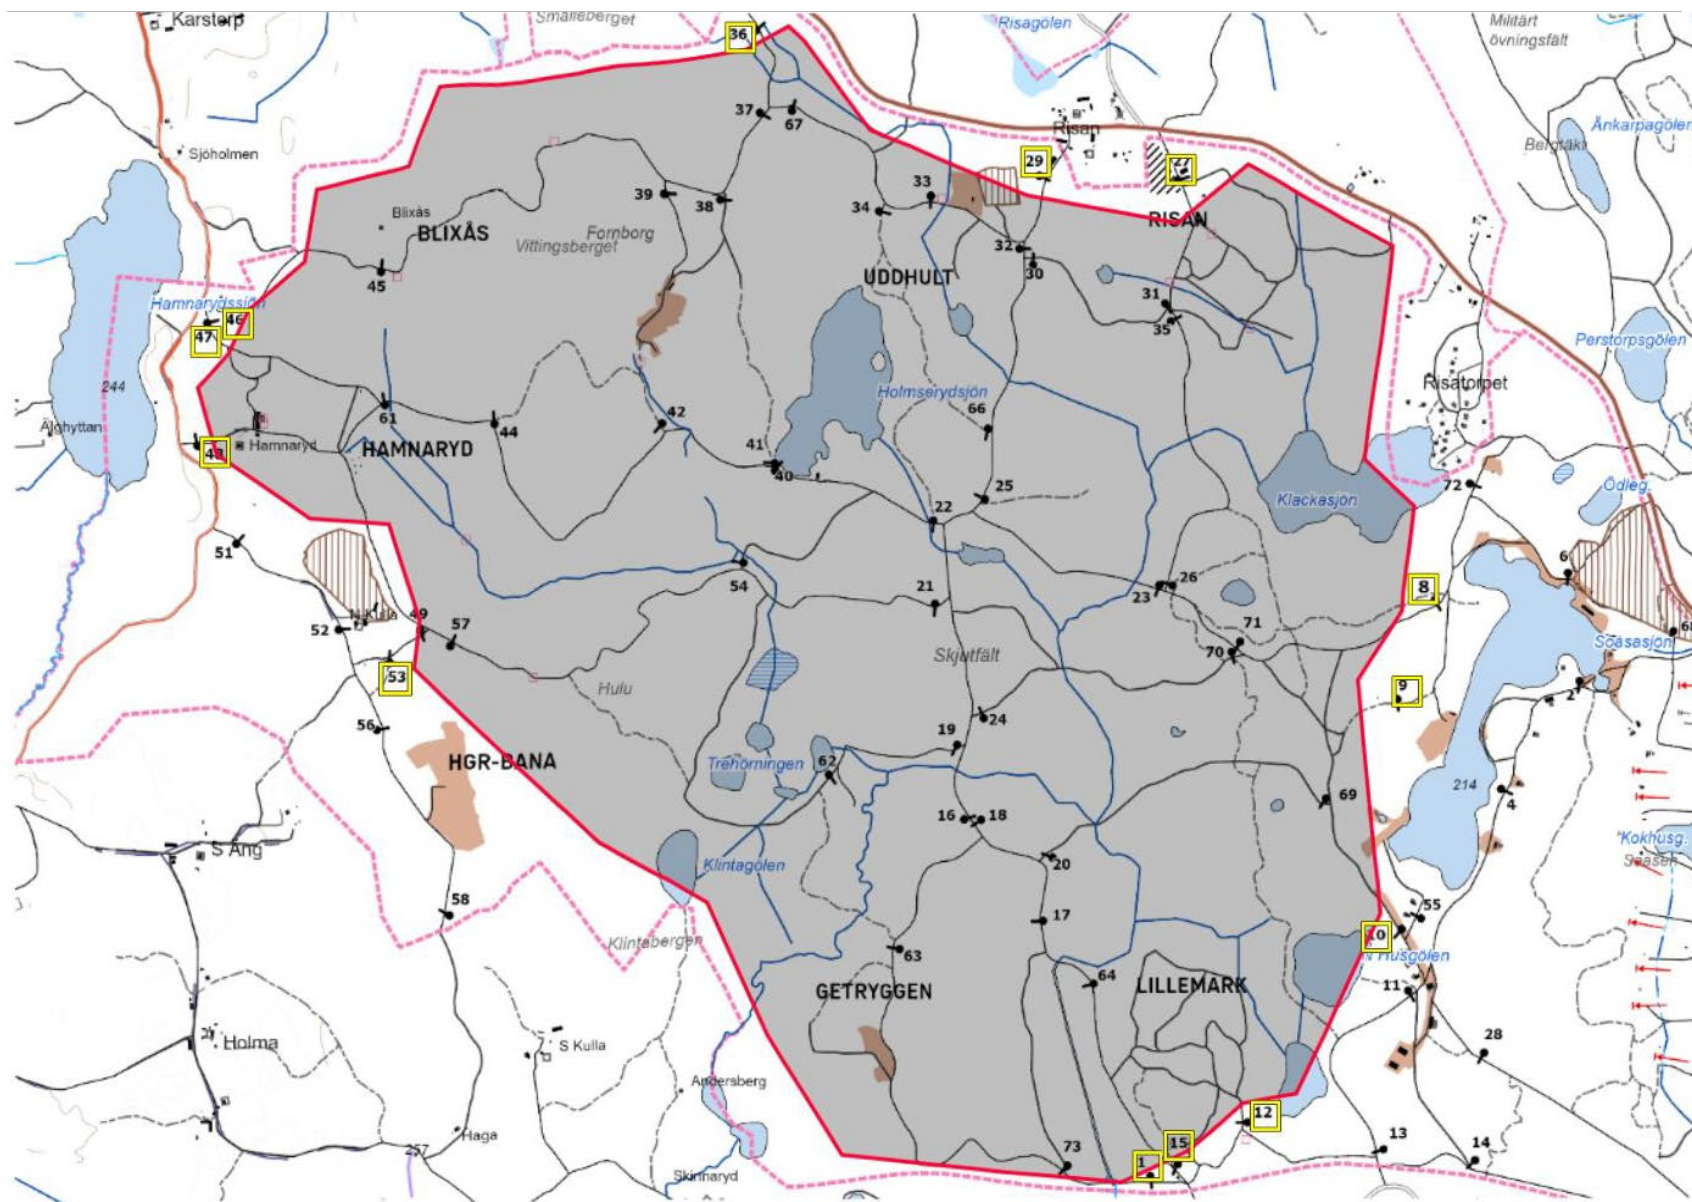 Karstorp
Smalleberget
36
Risagölen
Militärt
övningsfält
37
67
Risan
Änkarpagölen
Bergtäkt
Sjöholmen
29
27
39
38
33
34
Blixås
BLIXÅS
Fornborg
Vittingsberget
RISAN
32
30
UDDHULT
45
31
35
Hamnarydssjön
46
47
Perstorpsgölen
244
Holmserydsjön
Risatorpet
66
61
44
42
Älghyttan
48
Hamnaryd
HAMNARYD
41
40
25
22
Klackasjön
72
Ödleg.
51
54
6
21
23
26
8
N Kulla
49
57
52
71
70
68
Söasasjön
53
Skjutfält
Hulu
9
2
24
56
19
HGR-BANA
Trehörningen
62
214
4
69
16
18
S Äng
20
Klintagölen
Kokhusg.
Söåsen
58
17
55
10
Klintabergen
63
N Husgölen
64
11
GETRYGGEN
LILLEMARK
Holma
S Kulla
28
Andersberg
12
Haga
257
15
13
14
73
1
Skinnaryd